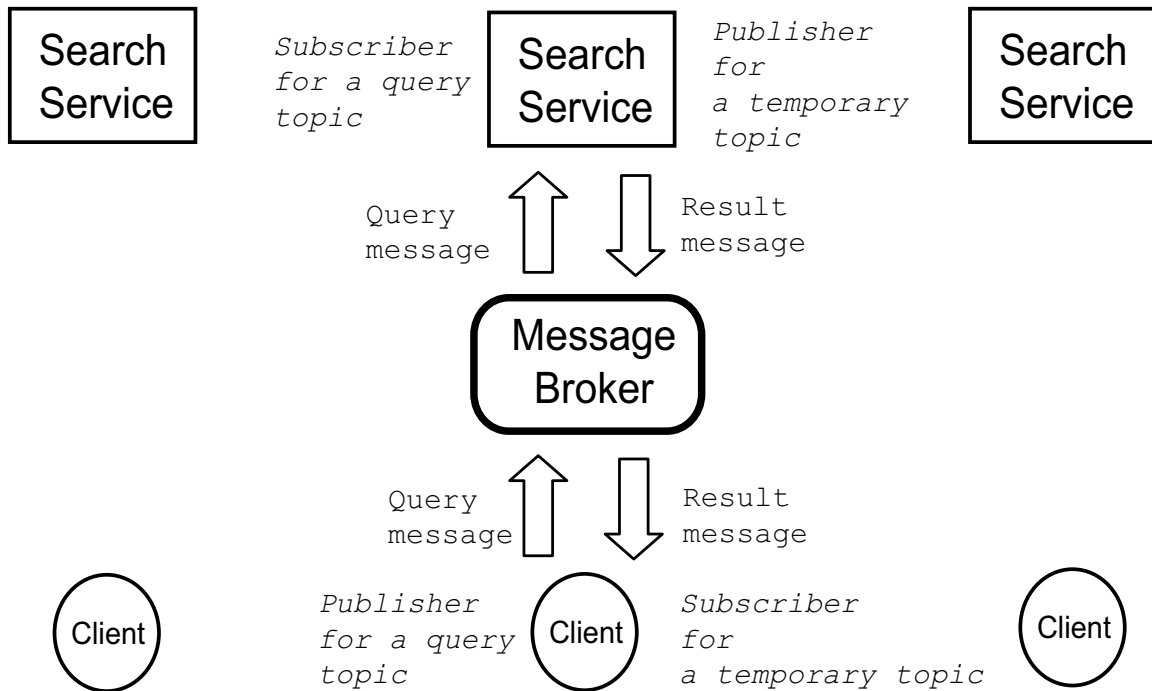 Search
Service
Subscriber
for a query
topic
Search
Service
Publisher
for
a temporary
topic
Search
Service
Query
message
Result
message
Message
Broker
Query
message
Result
message
Client
Publisher
for a query
topic
Client
Subscriber
for
a temporary topic
Client